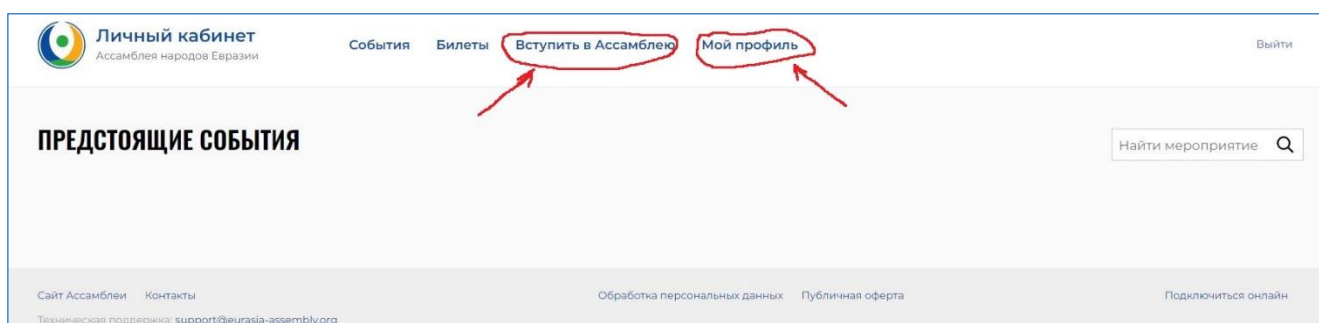 Личный кабинет
Ассамблея народов Евразии
События Билеты Вступить в Ассамблею Мой профиль Выйти
ПРЕДСТОЯЩИЕ СОБЫТИЯ
Найти мероприятие
Сайт Ассамблеи Контакты Обработка персональных данных Публичная оферта Подключиться онлайн
Техническая поддержка: support@eurasia-assembly.org